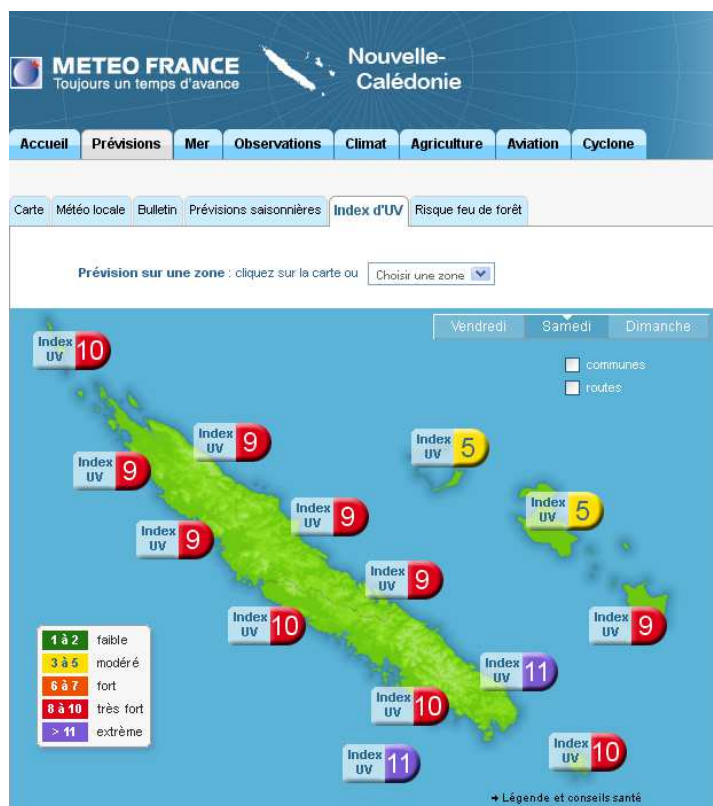 METEO FRANCE
Toujours un temps d'avance
Nouvelle-
Calédonie
Accueil Prévisions Mer Observations Climat Agriculture Aviation Cyclone
Carte Météo locale Bulletin Prévisions saisonnières Index d'UV Risque feu de forêt
Prévision sur une zone : cliquez sur la carte ou Choisir une zone
Vendredi Samedi Dimanche
communes
routes
Index UV 10
Index UV 9
Index UV 5
Index UV 9
Index UV 5
Index UV 9
Index UV 9
Index UV 9
Index UV 10
Index UV 9
Index UV 11
Index UV 10
Index UV 11
Index UV 10
1 à 2 faible
3 à 5 modéré
6 à 7 fort
8 à 10 très fort
> 11 extrème
Légende et conseils santé